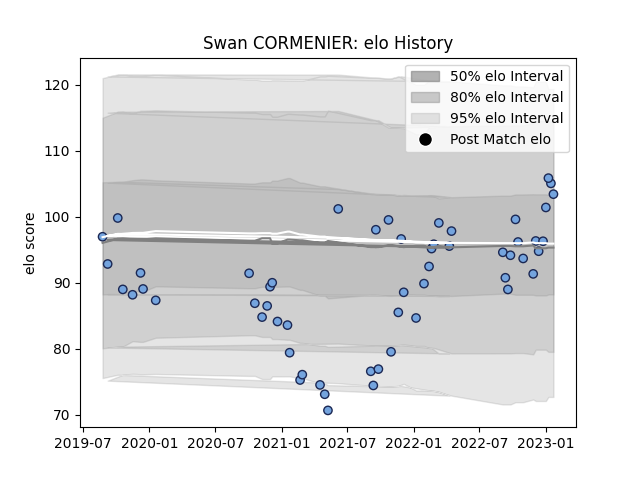 Swan CORMENIER: elo History
50% elo Interval
80% elo Interval
95% elo Interval
Post Match elo
elo score
120
110
100
90
80
70
2019-07 2020-01 2020-07 2021-01 2021-07 2022-01 2022-07 2023-01